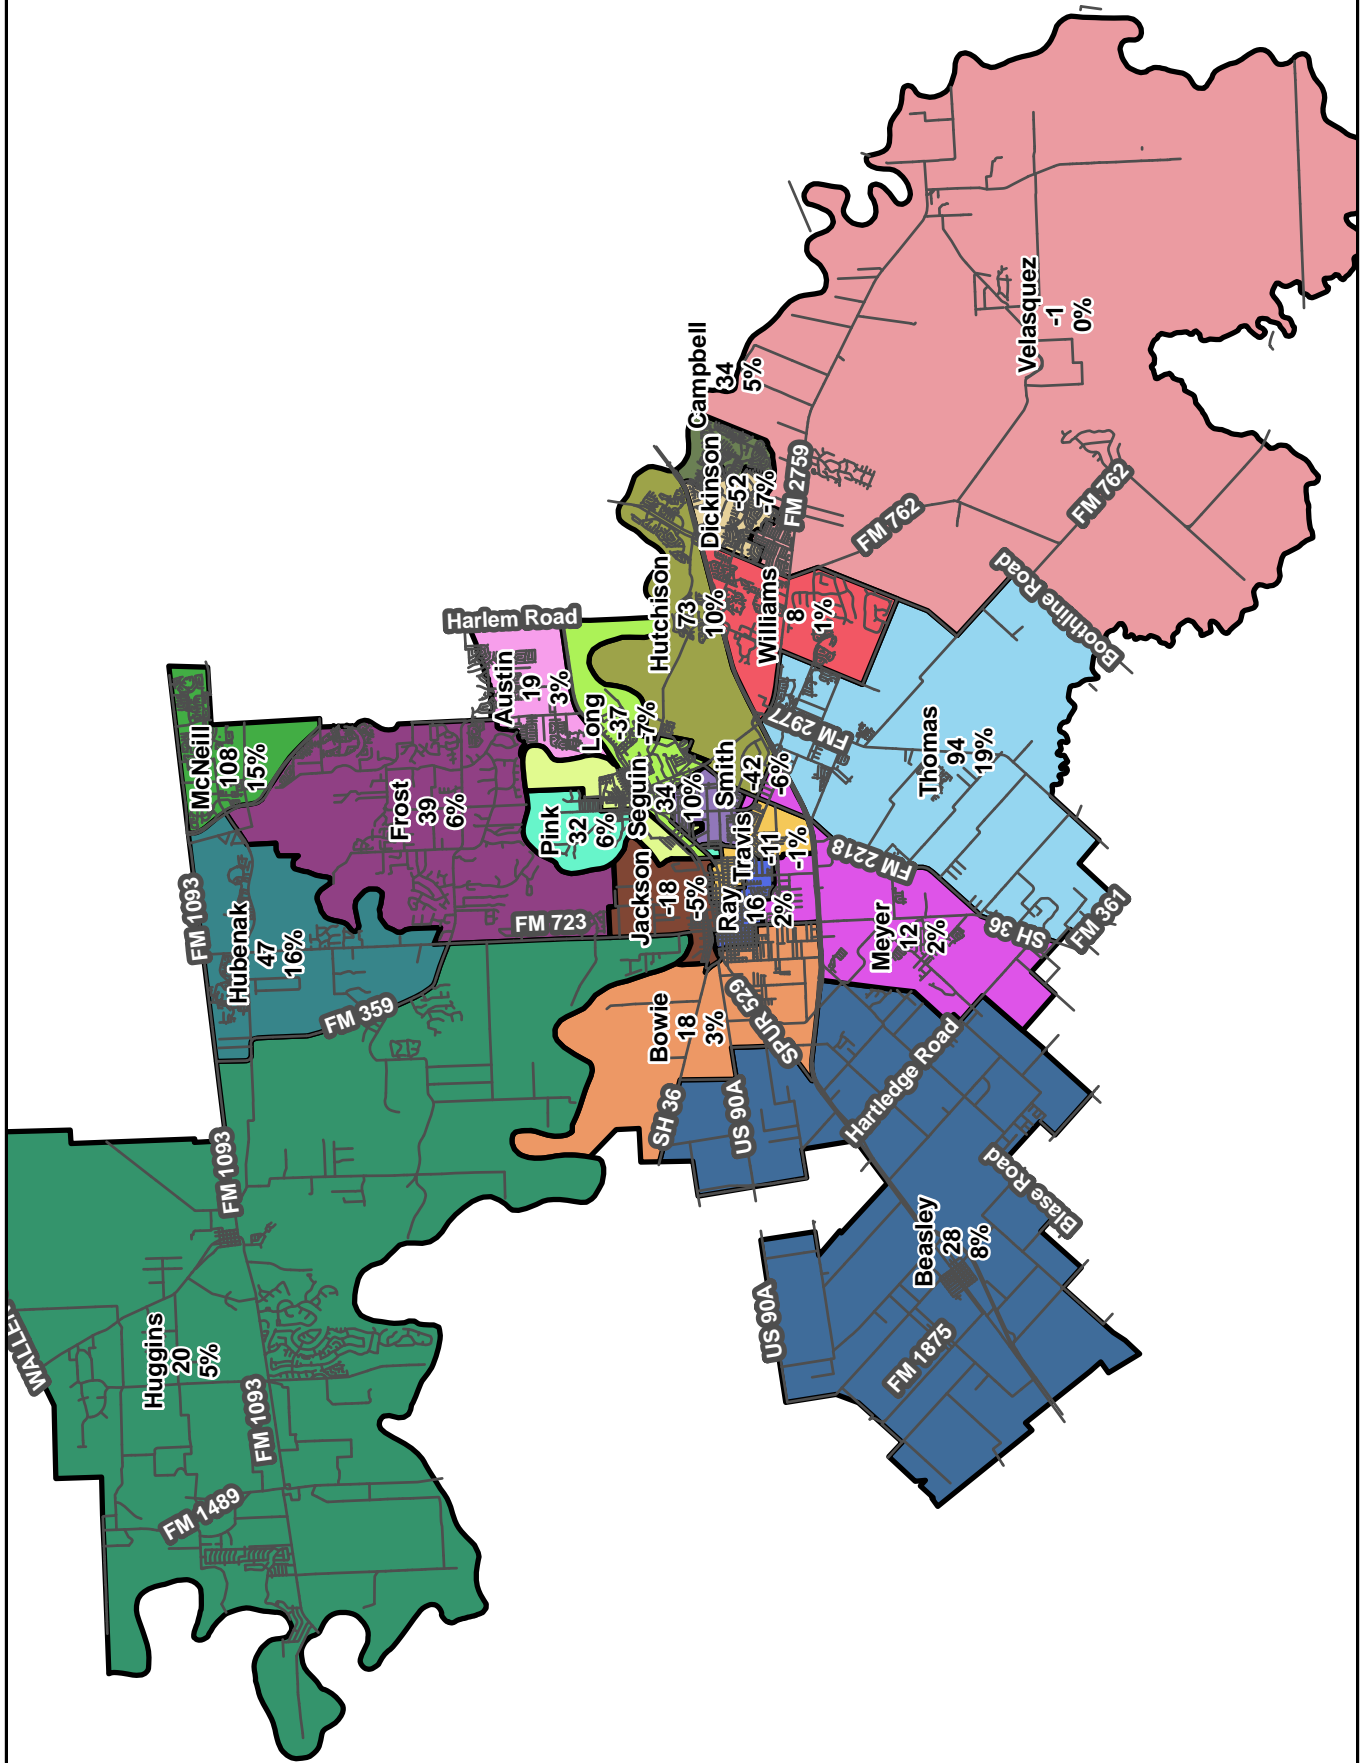 WALLER
Huggins
20
5%
FM 1093
FM 1489
FM 1093
FM 1093
McNeill
108
15%
Hubenak
47
16%
FM 359
Frost
39
6%
FM 723
Harlem Road
Austin
19
3%
Long
-37
-7%
Pink
32
6%
Seguin
34
10%
Jackson
-18
-5%
Smith
-42
-6%
Travis
-11
-1%
Ray
16
2%
Bowie
18
3%
SH 36
US 90A
SPUR 529
Hutchison
73
10%
Campbell
34
5%
Dickinson
-52
-7%
Williams
8
1%
FM 2759
FM 762
FM 762
Velasquez
-1
0%
Boothline Road
FM 2977
Thomas
94
19%
FM 2218
Meyer
12
2%
SH 36
FM 361
Hartledge Road
Blase Road
Beasley
28
8%
US 90A
FM 1875